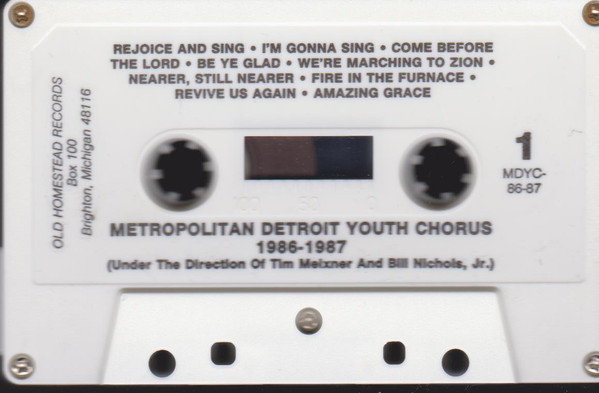 REJOICE AND SING • I'M GONNA SING • COME BEFORE
THE LORD • BE YE GLAD • WE'RE MARCHING TO ZION •
NEARER, STILL NEARER • FIRE IN THE FURNACE •
REVIVE US AGAIN • AMAZING GRACE
OLD HOMESTEAD RECORDS
Box 100
Brighton, Michigan 48116
1
MDYC-
86-87
100 50 0
METROPOLITAN DETROIT YOUTH CHORUS
1986-1987
(Under The Direction Of Tim Meixner And Bill Nichols, Jr.)